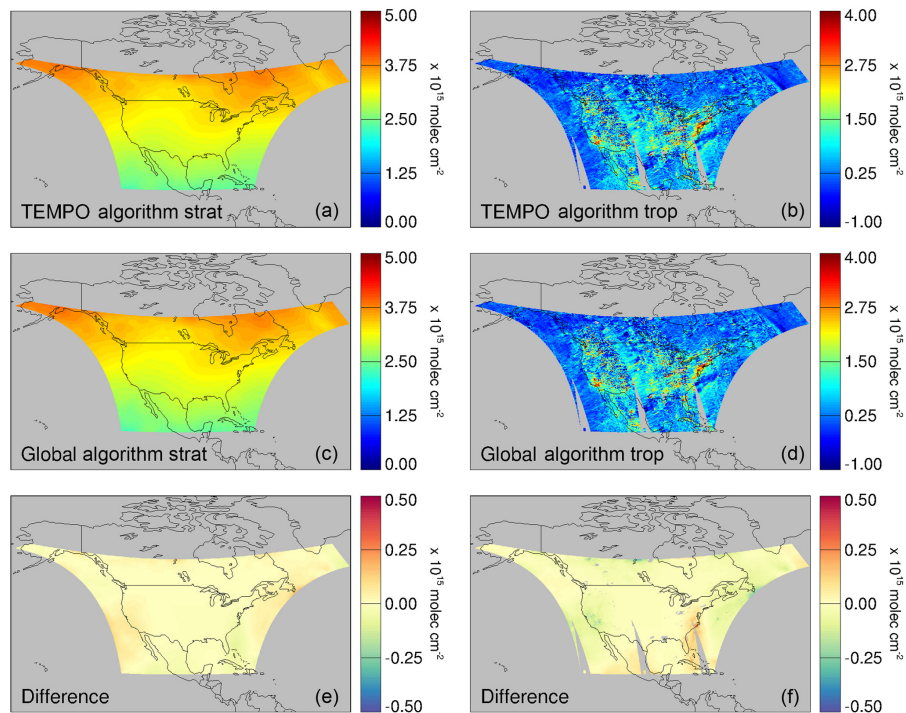 5.00
3.75
2.50
1.25
0.00
x 10¹⁵ molec cm⁻²
TEMPO algorithm strat (a)
4.00
2.75
1.50
0.25
-1.00
x 10¹⁵ molec cm⁻²
TEMPO algorithm trop (b)
5.00
3.75
2.50
1.25
0.00
x 10¹⁵ molec cm⁻²
Global algorithm strat (c)
4.00
2.75
1.50
0.25
-1.00
x 10¹⁵ molec cm⁻²
Global algorithm trop (d)
0.50
0.25
0.00
-0.25
-0.50
x 10¹⁵ molec cm⁻²
Difference (e)
0.50
0.25
0.00
-0.25
-0.50
x 10¹⁵ molec cm⁻²
Difference (f)